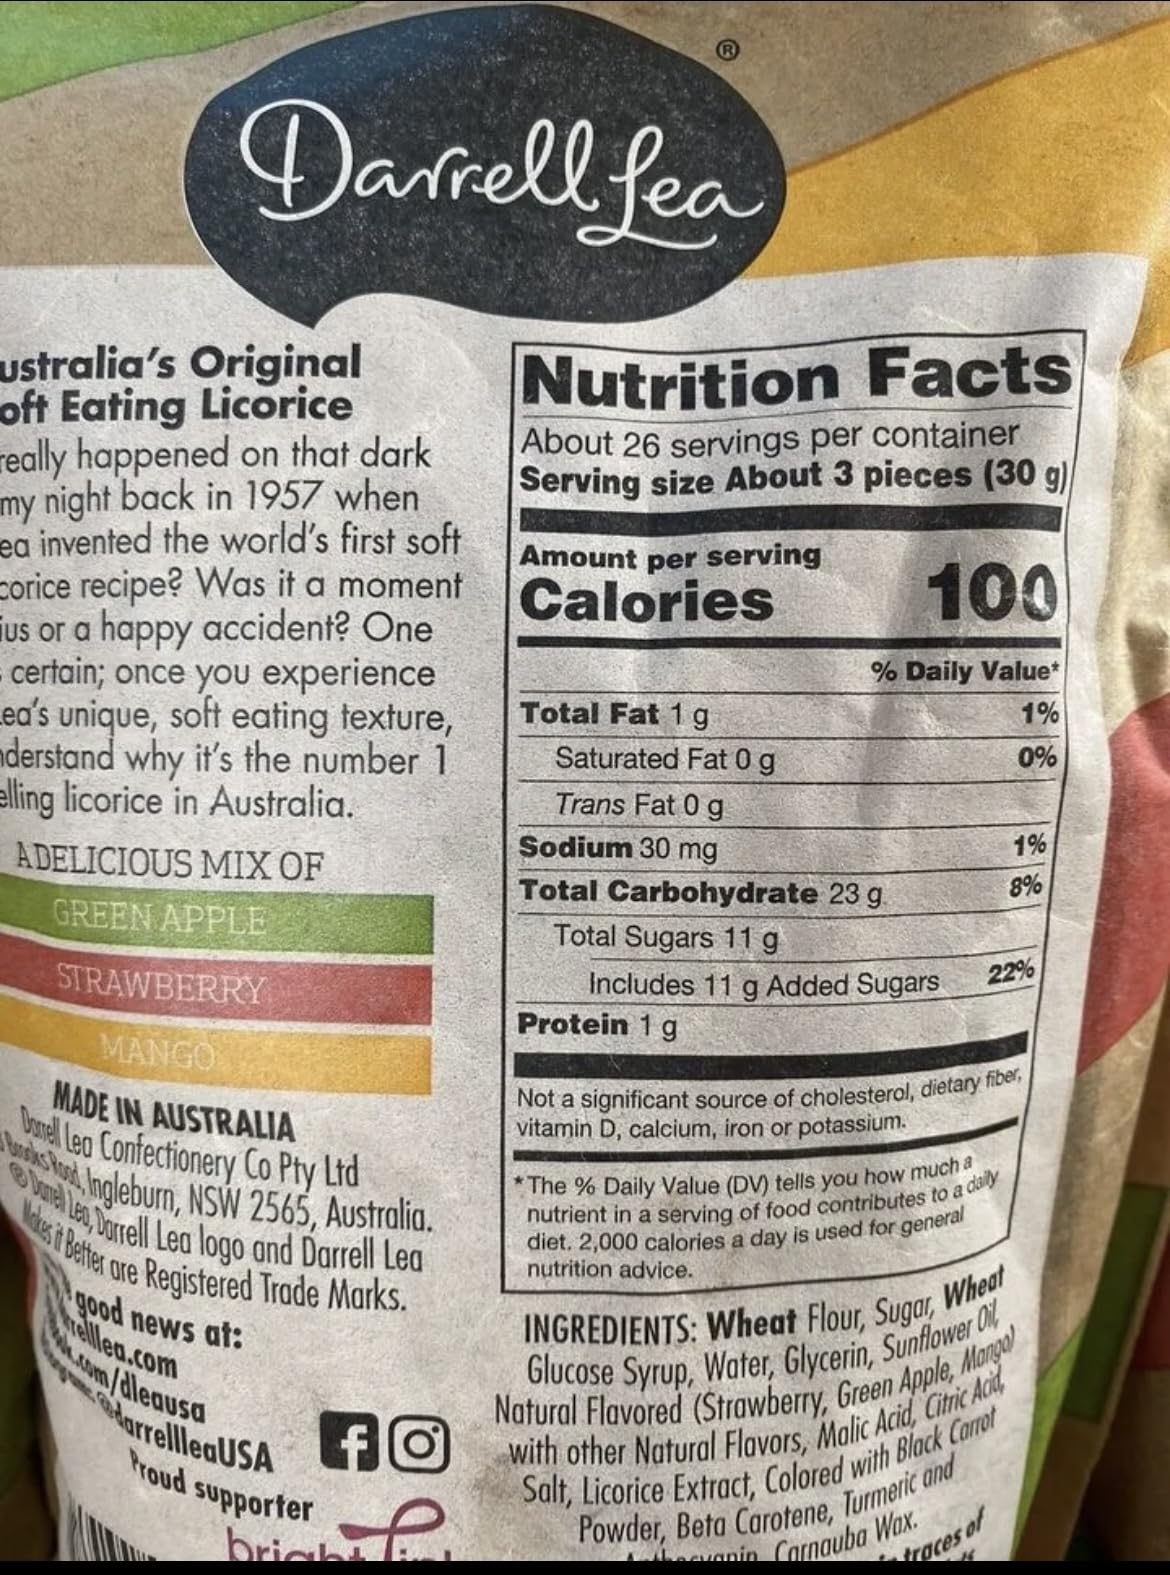 Darrell Lea
®
ustralia's Original
oft Eating Licorice
really happened on that dark
my night back in 1957 when
ea invented the world's first soft
corice recipe? Was it a moment
ius or a happy accident? One
certain; once you experience
Lea's unique, soft eating texture,
nderstand why it's the number 1
elling licorice in Australia.
A DELICIOUS MIX OF
GREEN APPLE
STRAWBERRY
MANGO
MADE IN AUSTRALIA
Darrell Lea Confectionery Co Pty Ltd
Brooks Road, Ingleburn, NSW 2565, Australia.
® Darrell Lea, Darrell Lea logo and Darrell Lea
Makes it Better are Registered Trade Marks.
good news at:
rrelllea.com
ok.com/dleausa
@darrellleaUSA
Proud supporter
bright
Nutrition Facts
About 26 servings per container
Serving size About 3 pieces (30 g)
Amount per serving
Calories 100
% Daily Value*
Total Fat 1 g 1%
Saturated Fat 0 g 0%
Trans Fat 0 g
Sodium 30 mg 1%
Total Carbohydrate 23 g 8%
Total Sugars 11 g
Includes 11 g Added Sugars 22%
Protein 1 g
Not a significant source of cholesterol, dietary fiber,
vitamin D, calcium, iron or potassium.
*The % Daily Value (DV) tells you how much a
nutrient in a serving of food contributes to a daily
diet. 2,000 calories a day is used for general
nutrition advice.
INGREDIENTS: Wheat Flour, Sugar, Wheat
Glucose Syrup, Water, Glycerin, Sunflower Oil,
Natural Flavored (Strawberry, Green Apple, Mango)
with other Natural Flavors, Malic Acid, Citric Acid,
Salt, Licorice Extract, Colored with Black Carrot
Powder, Beta Carotene, Turmeric and
Carnauba Wax.
traces of